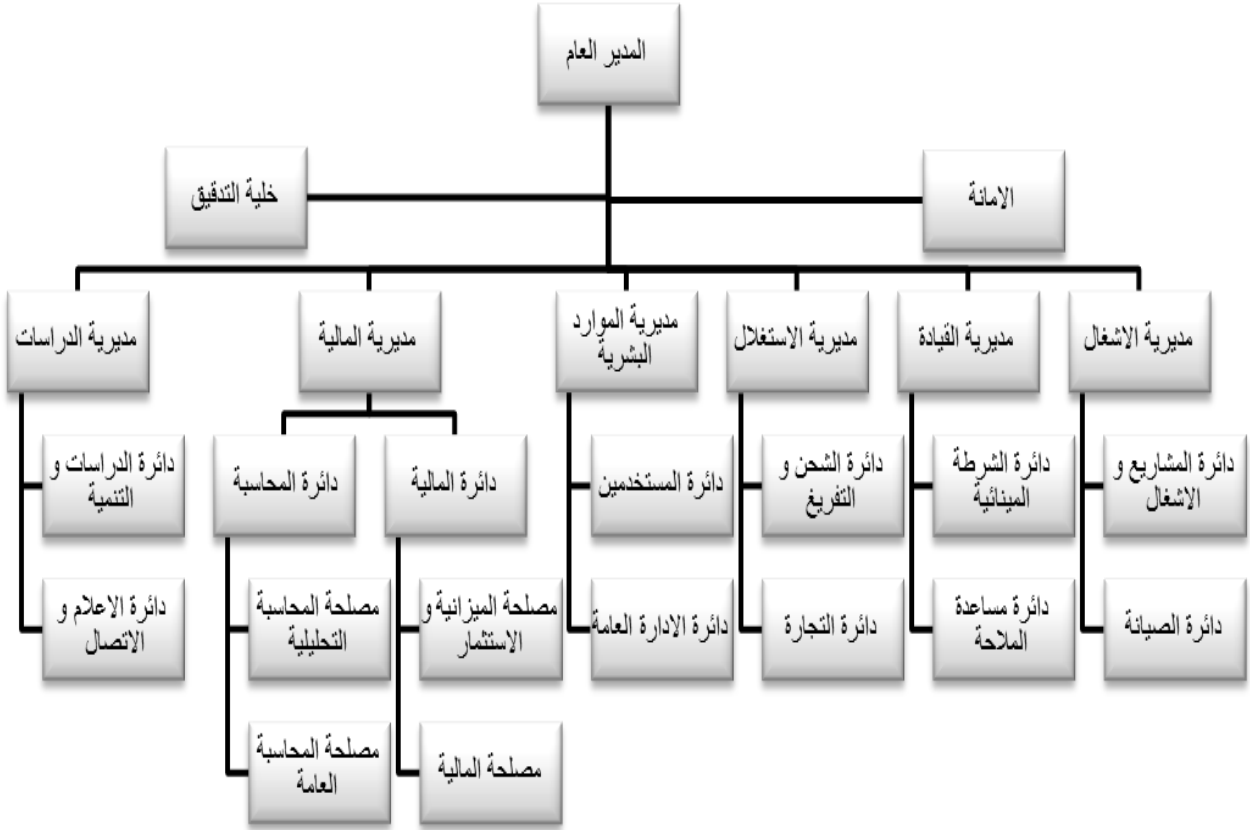 المدير العام
الامانة
خلية التدقيق
مديرية الاشغال
مديرية القيادة
مديرية الاستغلال
مديرية الموارد
البشرية
مديرية المالية
مديرية الدراسات
دائرة المشاريع و
الاشغال
دائرة الشرطة
المينائية
دائرة الشحن و
التفريغ
دائرة المستخدمين
دائرة المالية
دائرة المحاسبة
دائرة الدراسات و
التنمية
دائرة الصيانة
دائرة مساعدة
الملاحة
دائرة التجارة
دائرة الادارة العامة
مصلحة الميزانية و
الاستثمار
مصلحة المحاسبة
التحليلية
دائرة الاعلام و
الاتصال
مصلحة المالية
مصلحة المحاسبة
العامة